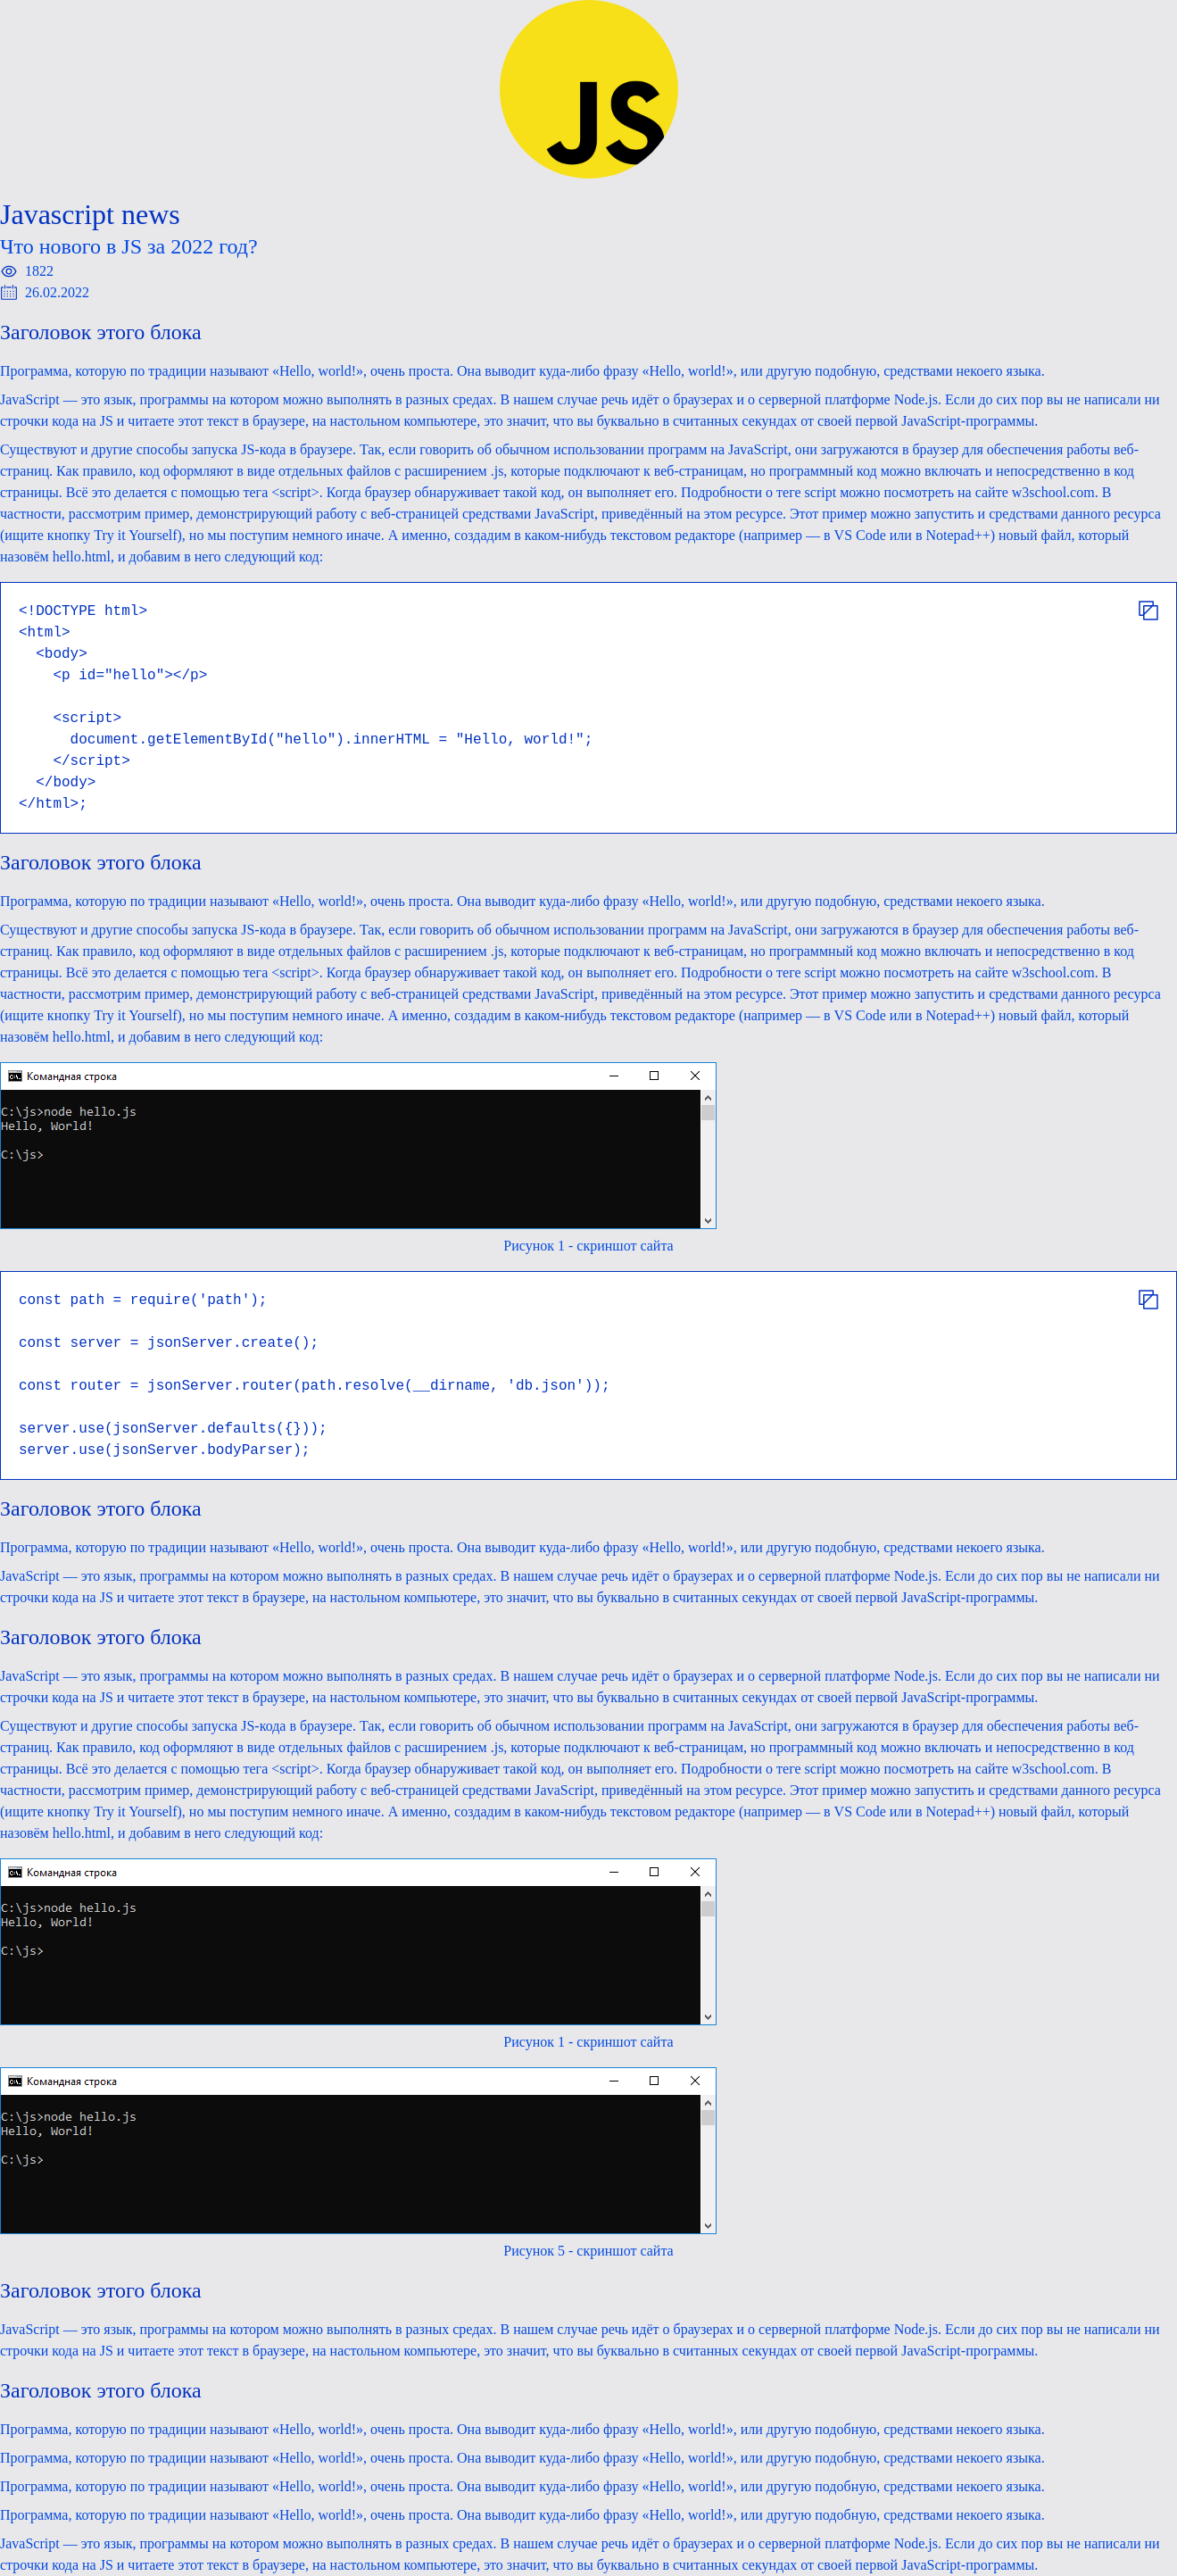 JS
Javascript news
Что нового в JS за 2022 год?
1822
26.02.2022
Заголовок этого блока
Программа, которую по традиции называют «Hello, world!», очень проста. Она выводит куда-либо фразу «Hello, world!», или другую подобную, средствами некоего языка.
JavaScript — это язык, программы на котором можно выполнять в разных средах. В нашем случае речь идёт о браузерах и о серверной платформе Node.js. Если до сих пор вы не написали ни
строчки кода на JS и читаете этот текст в браузере, на настольном компьютере, это значит, что вы буквально в считанных секундах от своей первой JavaScript-программы.
Существуют и другие способы запуска JS-кода в браузере. Так, если говорить об обычном использовании программ на JavaScript, они загружаются в браузер для обеспечения работы веб-
страниц. Как правило, код оформляют в виде отдельных файлов с расширением .js, которые подключают к веб-страницам, но программный код можно включать и непосредственно в код
страницы. Всё это делается с помощью тега <script>. Когда браузер обнаруживает такой код, он выполняет его. Подробности о теге script можно посмотреть на сайте w3school.com. В
частности, рассмотрим пример, демонстрирующий работу с веб-страницей средствами JavaScript, приведённый на этом ресурсе. Этот пример можно запустить и средствами данного ресурса
(ищите кнопку Try it Yourself), но мы поступим немного иначе. А именно, создадим в каком-нибудь текстовом редакторе (например — в VS Code или в Notepad++) новый файл, который
назовём hello.html, и добавим в него следующий код:
<!DOCTYPE html>
<html>
  <body>
    <p id="hello"></p>

    <script>
      document.getElementById("hello").innerHTML = "Hello, world!";
    </script>
  </body>
</html>;
Заголовок этого блока
Программа, которую по традиции называют «Hello, world!», очень проста. Она выводит куда-либо фразу «Hello, world!», или другую подобную, средствами некоего языка.
Существуют и другие способы запуска JS-кода в браузере. Так, если говорить об обычном использовании программ на JavaScript, они загружаются в браузер для обеспечения работы веб-
страниц. Как правило, код оформляют в виде отдельных файлов с расширением .js, которые подключают к веб-страницам, но программный код можно включать и непосредственно в код
страницы. Всё это делается с помощью тега <script>. Когда браузер обнаруживает такой код, он выполняет его. Подробности о теге script можно посмотреть на сайте w3school.com. В
частности, рассмотрим пример, демонстрирующий работу с веб-страницей средствами JavaScript, приведённый на этом ресурсе. Этот пример можно запустить и средствами данного ресурса
(ищите кнопку Try it Yourself), но мы поступим немного иначе. А именно, создадим в каком-нибудь текстовом редакторе (например — в VS Code или в Notepad++) новый файл, который
назовём hello.html, и добавим в него следующий код:
Командная строка
C:\js>node hello.js
Hello, World!
C:\js>
Рисунок 1 - скриншот сайта
const path = require('path');

const server = jsonServer.create();

const router = jsonServer.router(path.resolve(__dirname, 'db.json'));

server.use(jsonServer.defaults({}));
server.use(jsonServer.bodyParser);
Заголовок этого блока
Программа, которую по традиции называют «Hello, world!», очень проста. Она выводит куда-либо фразу «Hello, world!», или другую подобную, средствами некоего языка.
JavaScript — это язык, программы на котором можно выполнять в разных средах. В нашем случае речь идёт о браузерах и о серверной платформе Node.js. Если до сих пор вы не написали ни
строчки кода на JS и читаете этот текст в браузере, на настольном компьютере, это значит, что вы буквально в считанных секундах от своей первой JavaScript-программы.
Заголовок этого блока
JavaScript — это язык, программы на котором можно выполнять в разных средах. В нашем случае речь идёт о браузерах и о серверной платформе Node.js. Если до сих пор вы не написали ни
строчки кода на JS и читаете этот текст в браузере, на настольном компьютере, это значит, что вы буквально в считанных секундах от своей первой JavaScript-программы.
Существуют и другие способы запуска JS-кода в браузере. Так, если говорить об обычном использовании программ на JavaScript, они загружаются в браузер для обеспечения работы веб-
страниц. Как правило, код оформляют в виде отдельных файлов с расширением .js, которые подключают к веб-страницам, но программный код можно включать и непосредственно в код
страницы. Всё это делается с помощью тега <script>. Когда браузер обнаруживает такой код, он выполняет его. Подробности о теге script можно посмотреть на сайте w3school.com. В
частности, рассмотрим пример, демонстрирующий работу с веб-страницей средствами JavaScript, приведённый на этом ресурсе. Этот пример можно запустить и средствами данного ресурса
(ищите кнопку Try it Yourself), но мы поступим немного иначе. А именно, создадим в каком-нибудь текстовом редакторе (например — в VS Code или в Notepad++) новый файл, который
назовём hello.html, и добавим в него следующий код:
Командная строка
C:\js>node hello.js
Hello, World!
C:\js>
Рисунок 1 - скриншот сайта
Командная строка
C:\js>node hello.js
Hello, World!
C:\js>
Рисунок 5 - скриншот сайта
Заголовок этого блока
JavaScript — это язык, программы на котором можно выполнять в разных средах. В нашем случае речь идёт о браузерах и о серверной платформе Node.js. Если до сих пор вы не написали ни
строчки кода на JS и читаете этот текст в браузере, на настольном компьютере, это значит, что вы буквально в считанных секундах от своей первой JavaScript-программы.
Заголовок этого блока
Программа, которую по традиции называют «Hello, world!», очень проста. Она выводит куда-либо фразу «Hello, world!», или другую подобную, средствами некоего языка.
Программа, которую по традиции называют «Hello, world!», очень проста. Она выводит куда-либо фразу «Hello, world!», или другую подобную, средствами некоего языка.
Программа, которую по традиции называют «Hello, world!», очень проста. Она выводит куда-либо фразу «Hello, world!», или другую подобную, средствами некоего языка.
Программа, которую по традиции называют «Hello, world!», очень проста. Она выводит куда-либо фразу «Hello, world!», или другую подобную, средствами некоего языка.
JavaScript — это язык, программы на котором можно выполнять в разных средах. В нашем случае речь идёт о браузерах и о серверной платформе Node.js. Если до сих пор вы не написали ни
строчки кода на JS и читаете этот текст в браузере, на настольном компьютере, это значит, что вы буквально в считанных секундах от своей первой JavaScript-программы.